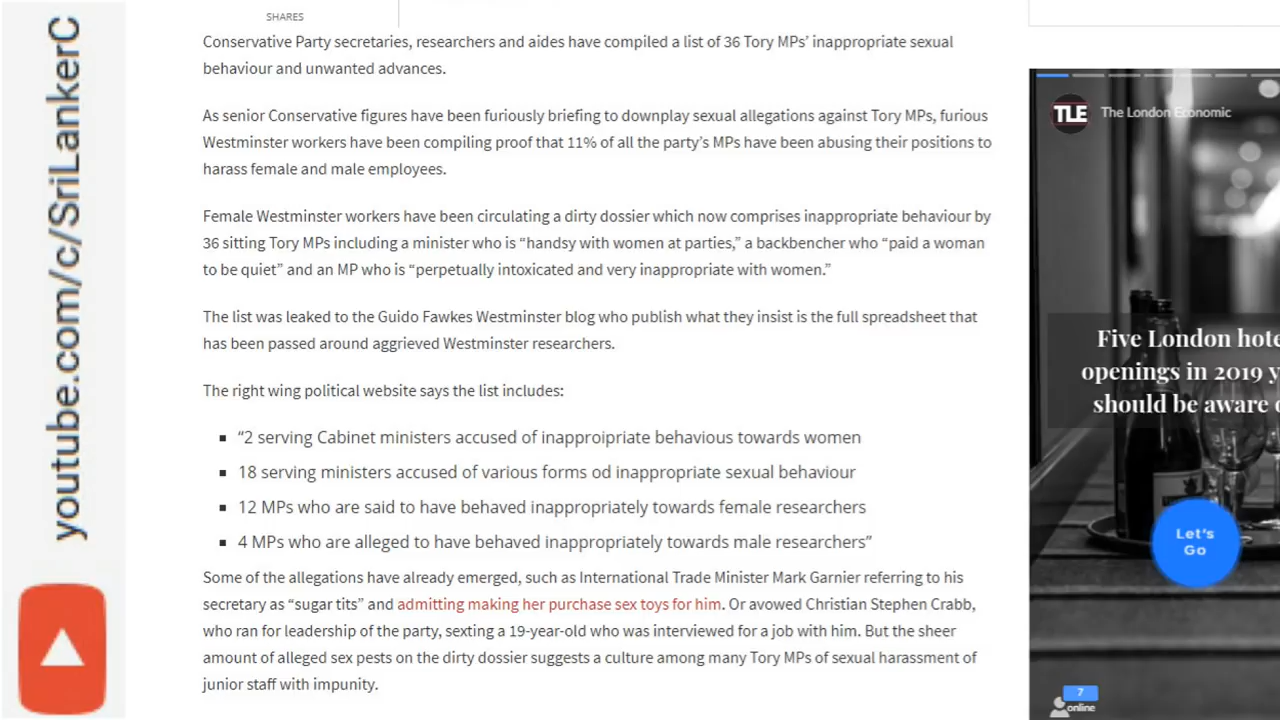 youtube.com/c/SriLankerC
SHARES
Conservative Party secretaries, researchers and aides have compiled a list of 36 Tory MPs’ inappropriate sexual
behaviour and unwanted advances.
As senior Conservative figures have been furiously briefing to downplay sexual allegations against Tory MPs, furious
Westminster workers have been compiling proof that 11% of all the party’s MPs have been abusing their positions to
harass female and male employees.
Female Westminster workers have been circulating a dirty dossier which now comprises inappropriate behaviour by
36 sitting Tory MPs including a minister who is “handsy with women at parties,” a backbencher who “paid a woman
to be quiet” and an MP who is “perpetually intoxicated and very inappropriate with women.”
The list was leaked to the Guido Fawkes Westminster blog who publish what they insist is the full spreadsheet that
has been passed around aggrieved Westminster researchers.
The right wing political website says the list includes:
“2 serving Cabinet ministers accused of inapproipriate behavious towards women
18 serving ministers accused of various forms od inappropriate sexual behaviour
12 MPs who are said to have behaved inappropriately towards female researchers
4 MPs who are alleged to have behaved inappropriately towards male researchers”
Some of the allegations have already emerged, such as International Trade Minister Mark Garnier referring to his
secretary as “sugar tits” and admitting making her purchase sex toys for him. Or avowed Christian Stephen Crabb,
who ran for leadership of the party, sexting a 19-year-old who was interviewed for a job with him. But the sheer
amount of alleged sex pests on the dirty dossier suggests a culture among many Tory MPs of sexual harassment of
junior staff with impunity.
TLE The London Economic
Five London hote
openings in 2019 y
should be aware
Let's
Go
7
online